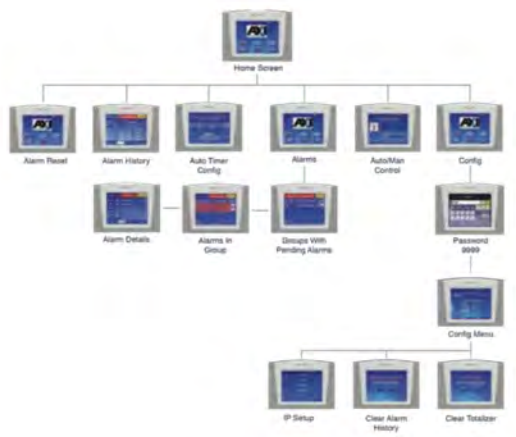 Home Screen
Alarm Reset
Alarm History
Auto Timer
Config
Alarms
Auto/Man
Control
Config
Alarm Details
Alarms In
Group
Groups With
Pending Alarms
Password
9999
Config Menu
IP Setup
Clear Alarm
History
Clear Totalizer